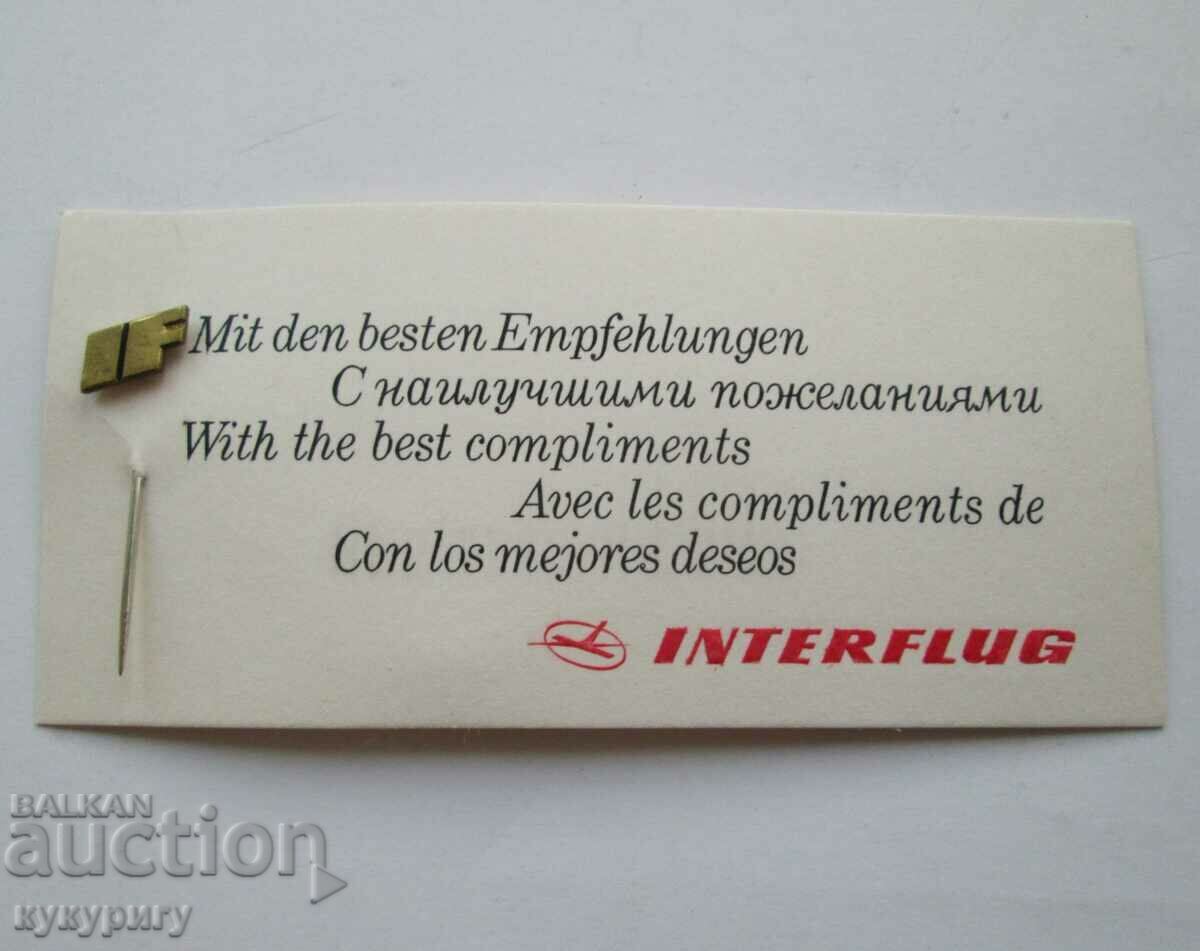 IF
Mit den besten Empfehlungen
С наилучшими пожеланиями
With the best compliments
Avec les compliments de
Con los mejores deseos
INTERFLUG
BALKAN
auction
кукуригу